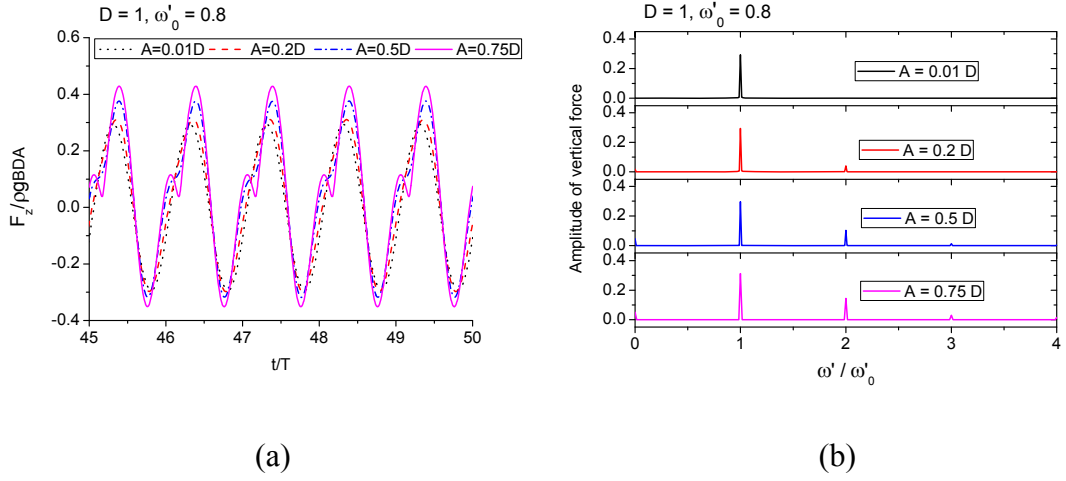 D = 1, ω'₀ = 0.8
A=0.01D A=0.2D A=0.5D A=0.75D
0.6
0.4
0.2
0.0
-0.2
-0.4
F_z/ρgBDA
45 46 47 48 49 50
t/T
(a)
D = 1, ω'₀ = 0.8
A = 0.01 D
A = 0.2 D
A = 0.5 D
A = 0.75 D
0.4
0.2
0.0
0.4
0.2
0.0
0.4
0.2
0.0
0.4
0.2
0.0
Amplitude of vertical force
0 1 2 3 4
ω' / ω'₀
(b)